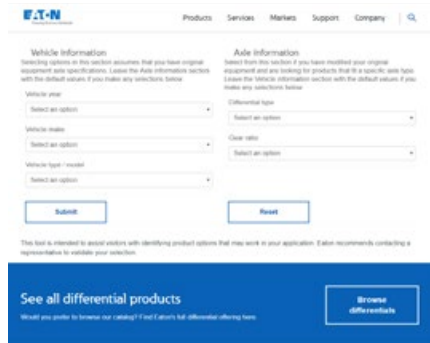 EATON
Products Services Markets Support Company
Vehicle Information
Selecting options in this section assumes that you have original
equipment axle specifications. Leave the Axle information section
with the default values if you make any selections below
Vehicle year
Select an option
Vehicle make
Select an option
Vehicle type / model
Select an option
Submit
Axle Information
Select from this section if you have modified your original
equipment and are looking for products that fit a specific axle type.
Leave the Vehicle information section with the default values if you
make any selections below
Differential type
Select an option
Gear ratio
Select an option
Reset
This tool is intended to assist visitors with identifying product options that may work in your application. Eaton recommends contacting a
representative to validate your selection.
See all differential products
Would you prefer to browse our catalog? Find Eaton's full differential offering here.
Browse
differentials